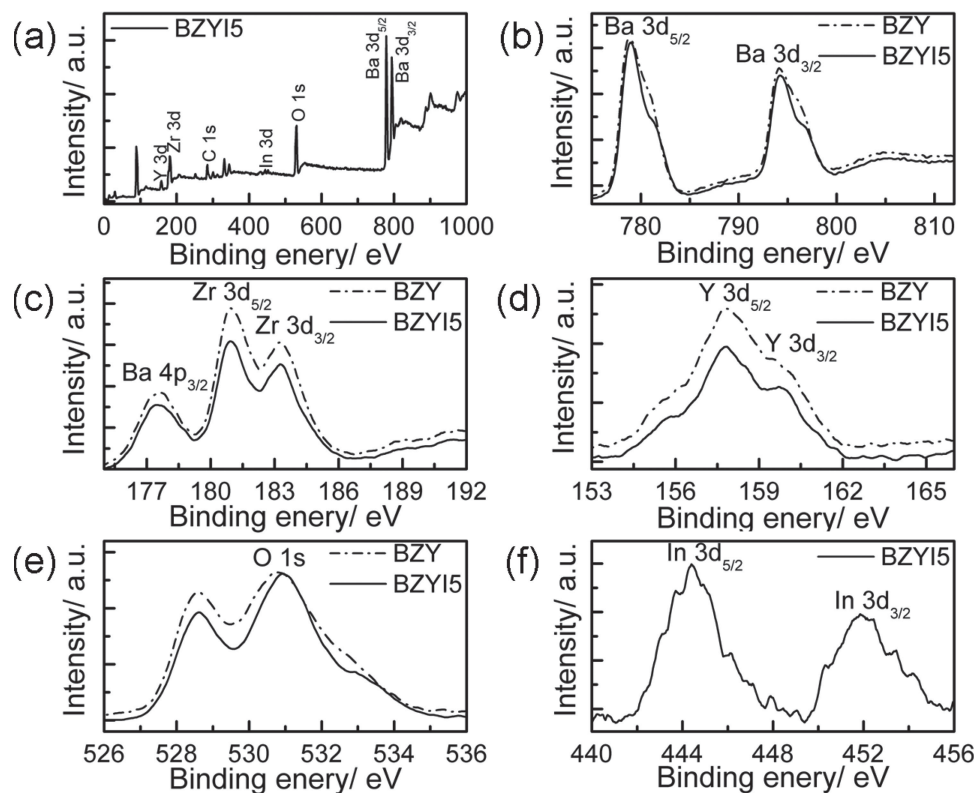 (a)
BZYI5
Y 3d
Zr 3d
C 1s
In 3d
O 1s
Ba 3d5/2
Ba 3d3/2
Intensity/ a.u.
0 200 400 600 800 1000
Binding enery/ eV
(b)
Ba 3d5/2
BZY
BZYI5
Ba 3d3/2
Intensity/ a.u.
780 790 800 810
Binding enery/ eV
(c)
Zr 3d5/2
BZY
BZYI5
Zr 3d3/2
Ba 4p3/2
Intensity/ a.u.
177 180 183 186 189 192
Binding enery/ eV
(d)
Y 3d5/2
BZY
BZYI5
Y 3d3/2
Intensity/ a.u.
153 156 159 162 165
Binding enery/ eV
(e)
O 1s
BZY
BZYI5
Intensity/ a.u.
526 528 530 532 534 536
Binding enery/ eV
(f)
In 3d5/2
BZYI5
In 3d3/2
Intensity/ a.u.
440 444 448 452 456
Binding enery/ eV